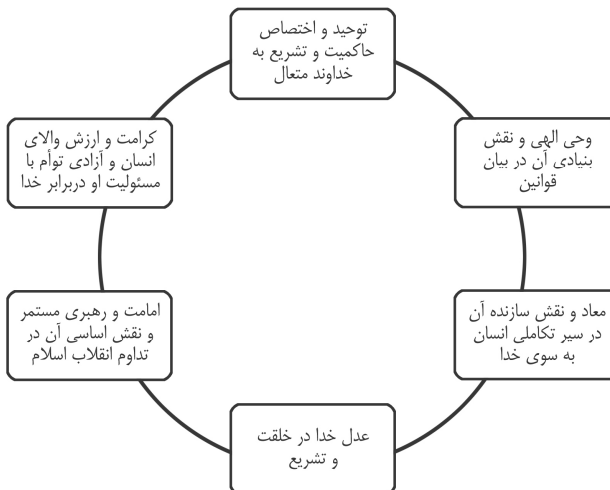 توحید و اختصاص
حاکمیت و تشریع به
خداوند متعال
وحی الهی و نقش
بنیادی آن در بیان
قوانین
معاد و نقش سازنده آن
در سیر تکاملی انسان
به سوی خدا
عدل خدا در خلقت
و تشریع
امامت و رهبری مستمر
و نقش اساسی آن در
تداوم انقلاب اسلام
کرامت و ارزش والای
انسان و آزادی توأم با
مسئولیت او دربرابر خدا